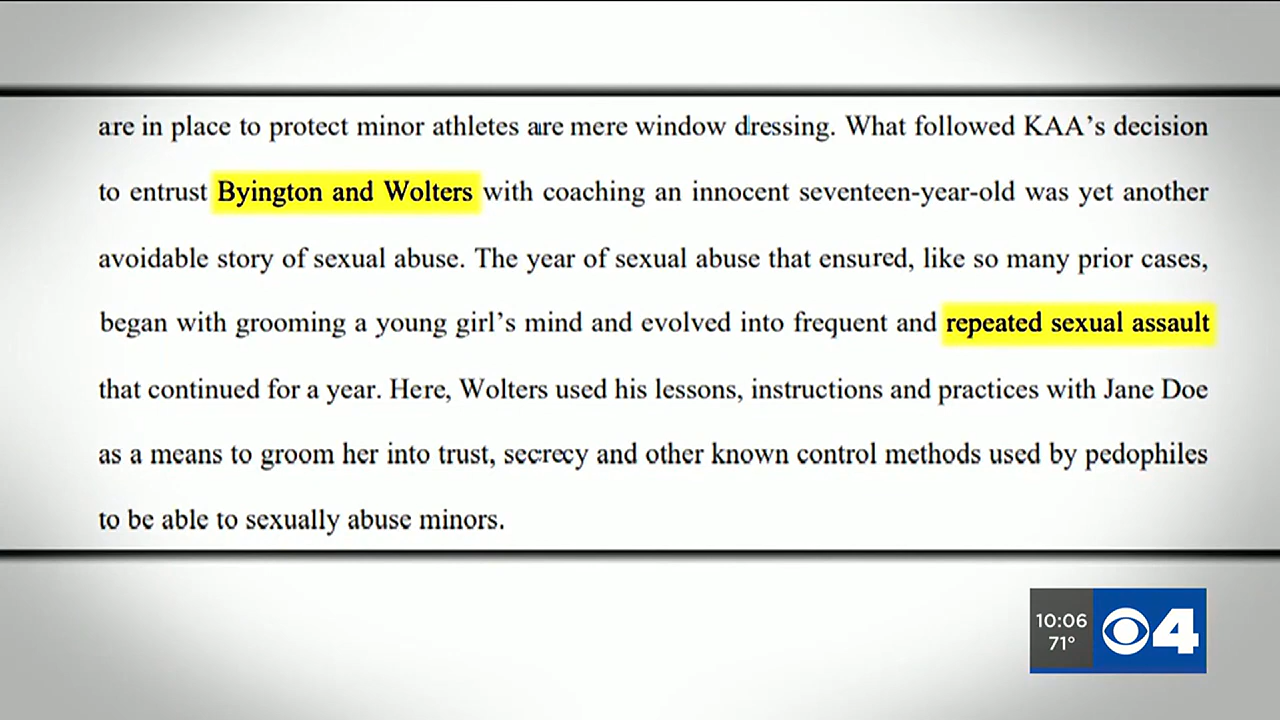 are in place to protect minor athletes are mere window dressing. What followed KAA's decision
to entrust Byington and Wolters with coaching an innocent seventeen-year-old was yet another
avoidable story of sexual abuse. The year of sexual abuse that ensured, like so many prior cases,
began with grooming a young girl's mind and evolved into frequent and repeated sexual assault
that continued for a year. Here, Wolters used his lessons, instructions and practices with Jane Doe
as a means to groom her into trust, secrecy and other known control methods used by pedophiles
to be able to sexually abuse minors.
10:06
71°
4